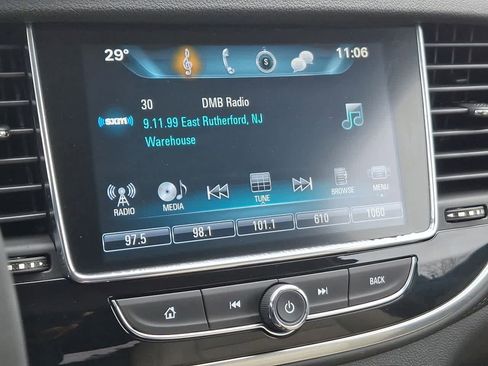 29° 11:06
30 DMB Radio
((sxm))
9.11.99 East Rutherford, NJ
Warehouse
RADIO MEDIA TUNE BROWSE MENU
97.5 98.1 101.1 610 1060
BACK